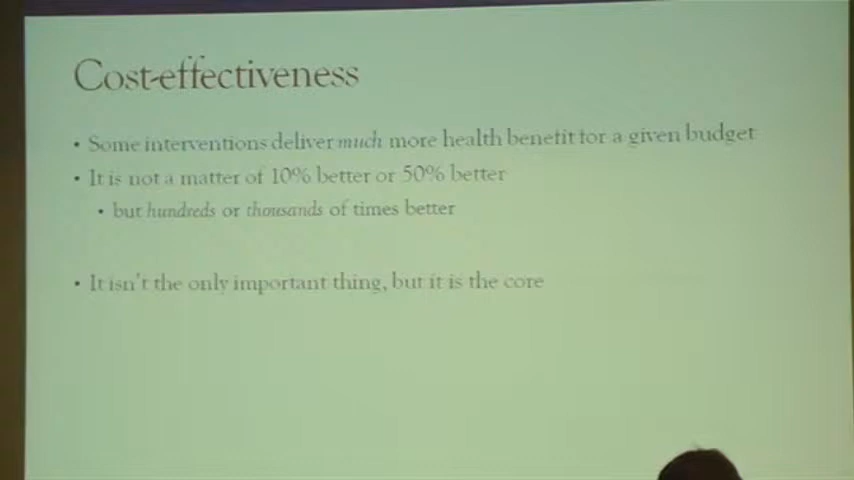 Cost-effectiveness
• Some interventions deliver much more health benefit for a given budget
• It is not a matter of 10% better or 50% better
• but hundreds or thousands of times better
• It isn't the only important thing, but it is the core